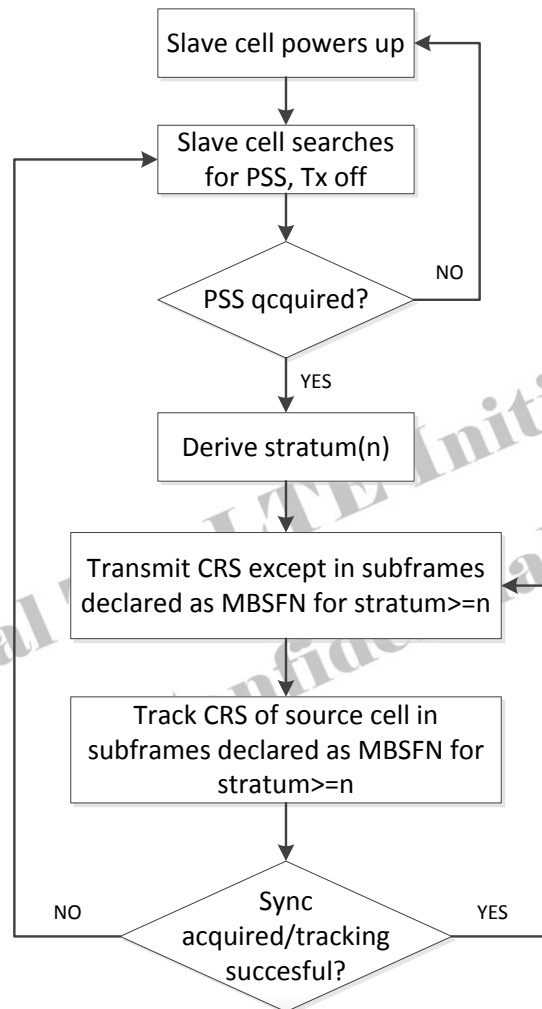 Slave cell powers up
Slave cell searches
for PSS, Tx off
NO
PSS qcquired?
YES
Derive stratum(n)
Transmit CRS except in subframes
declared as MBSFN for stratum>=n
Track CRS of source cell in
subframes declared as MBSFN for
stratum>=n
NO
Sync
acquired/tracking
succesful?
YES